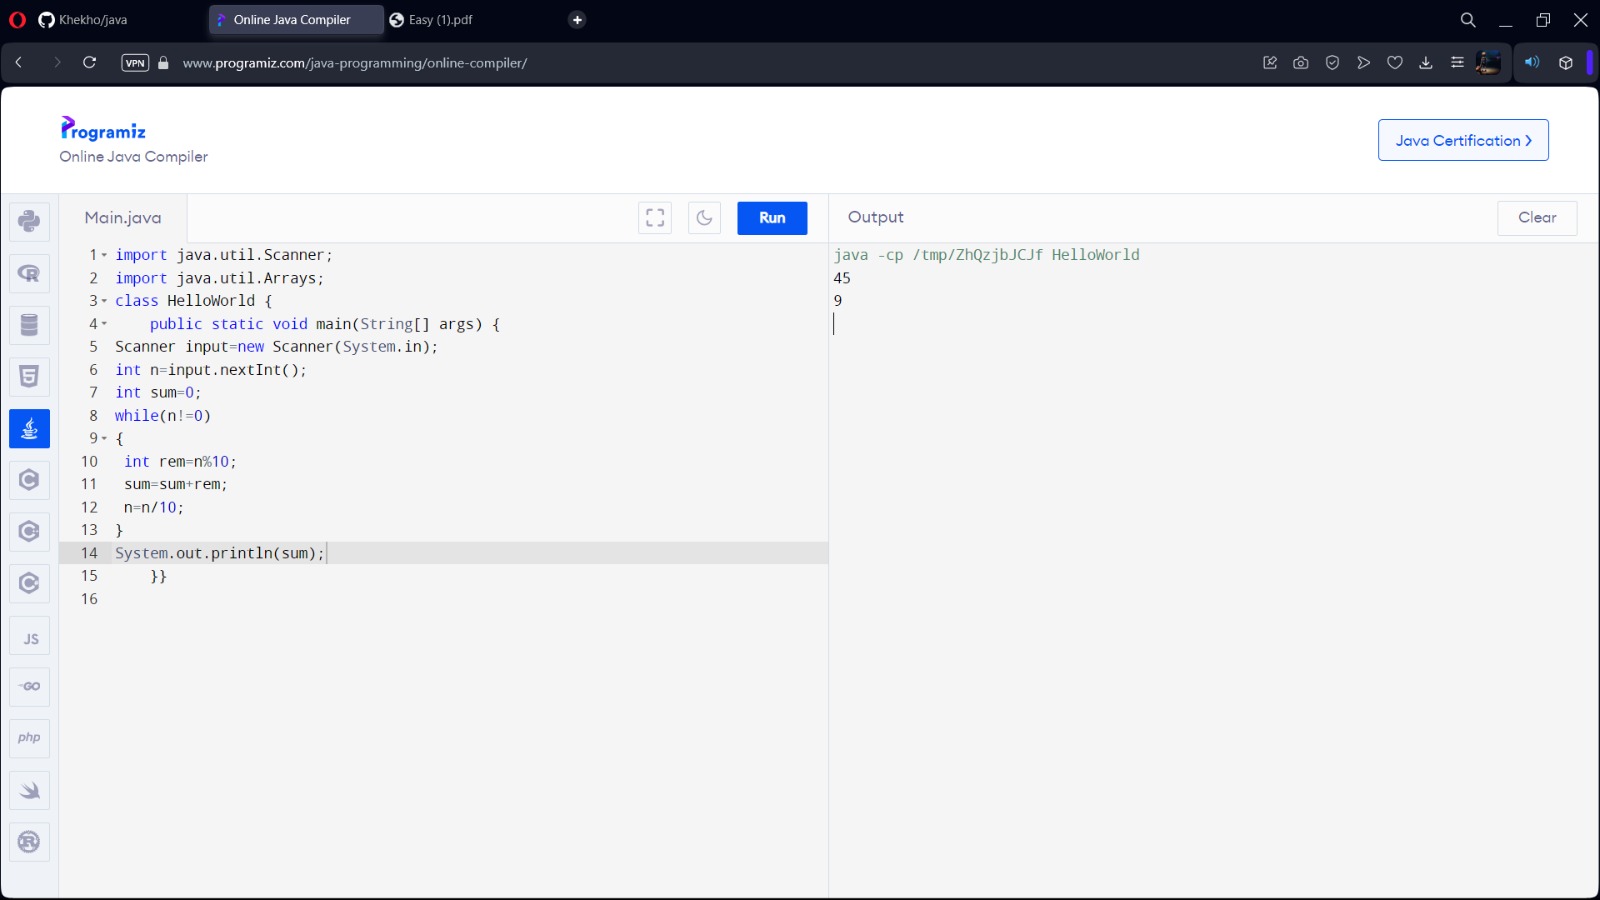 Khekho/java
Online Java Compiler
Easy (1).pdf
VPN
www.programiz.com/java-programming/online-compiler/
Programiz
Online Java Compiler
Java Certification >
Main.java
Run
Output
Clear
1 import java.util.Scanner;
2 import java.util.Arrays;
3 class HelloWorld {
4     public static void main(String[] args) {
5 Scanner input=new Scanner(System.in);
6 int n=input.nextInt();
7 int sum=0;
8 while(n!=0)
9 {
10  int rem=n%10;
11  sum=sum+rem;
12  n=n/10;
13 }
14 System.out.println(sum);
15     }}
16
java -cp /tmp/ZhQzjbJCJf HelloWorld
45
9
R
5
C
C
C
JS
GO
php
R